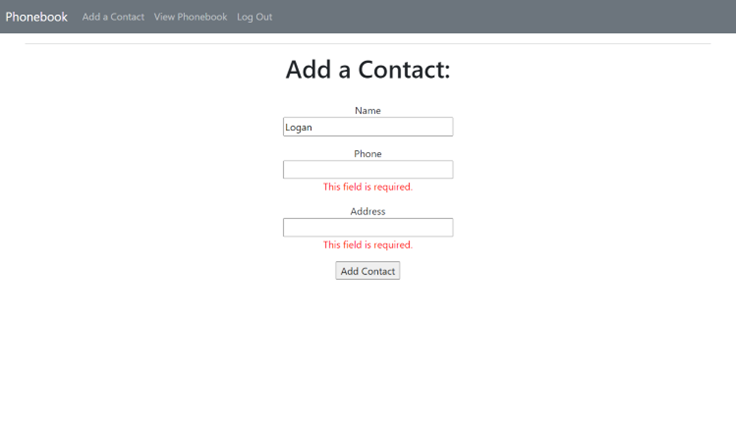 Phonebook Add a Contact View Phonebook Log Out
Add a Contact:
Name
Logan
Phone
This field is required.
Address
This field is required.
Add Contact